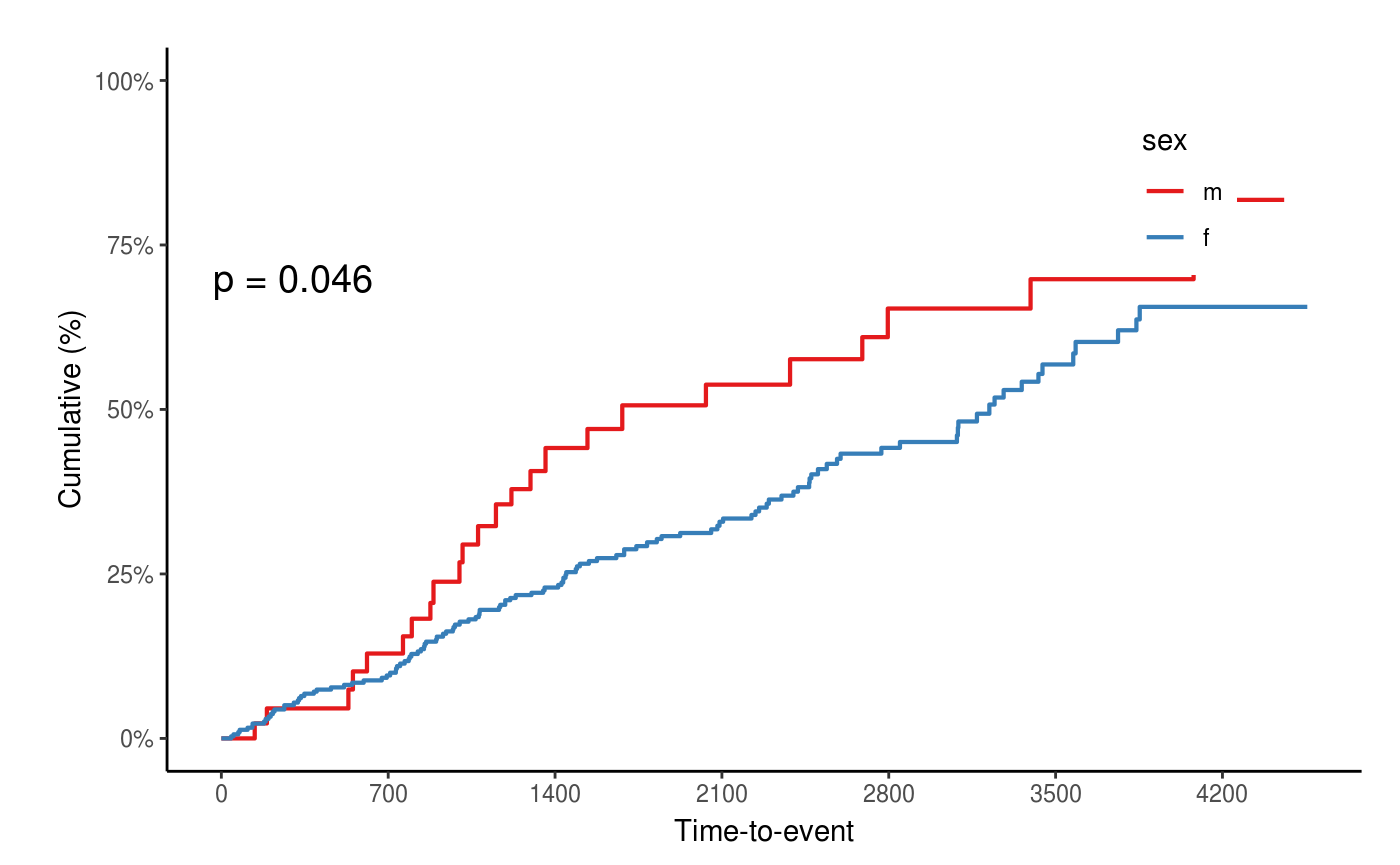 100%
sex
m
f
75%
p = 0.046
50%
25%
0%
Cumulative (%)
0 700 1400 2100 2800 3500 4200
Time-to-event